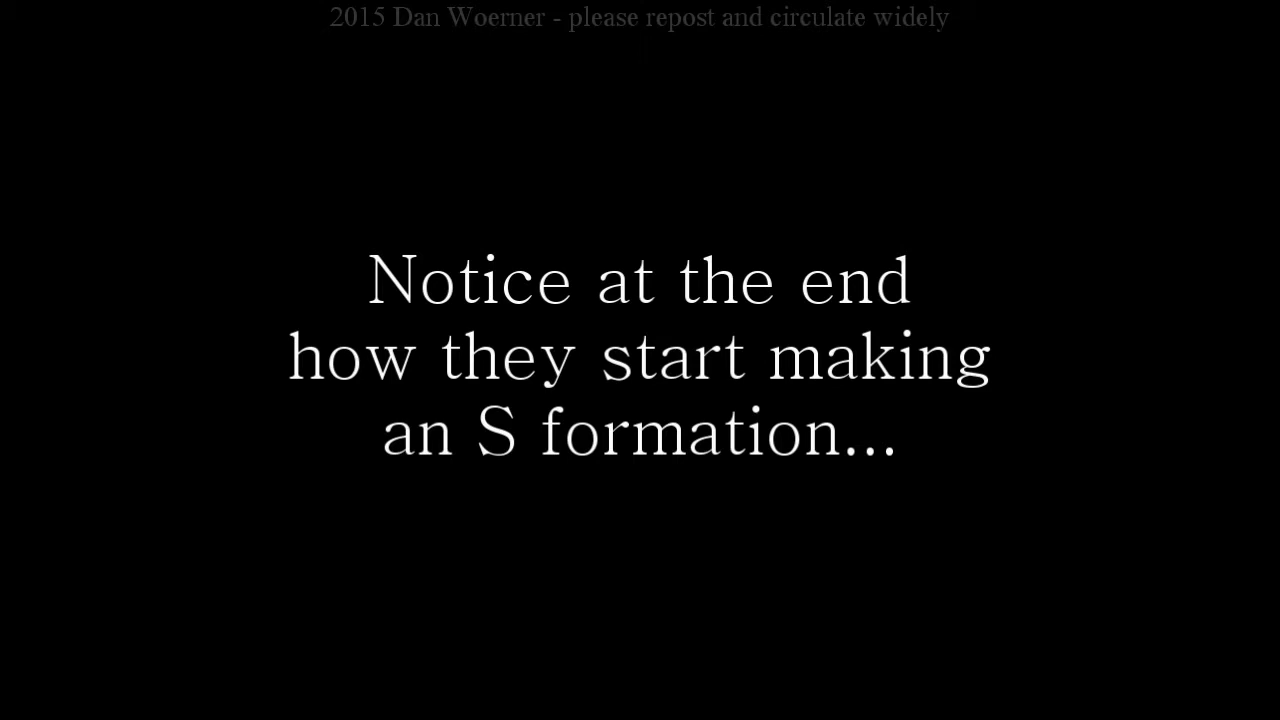 2015 Dan Woerner - please repost and circulate widely
Notice at the end
how they start making
an S formation...